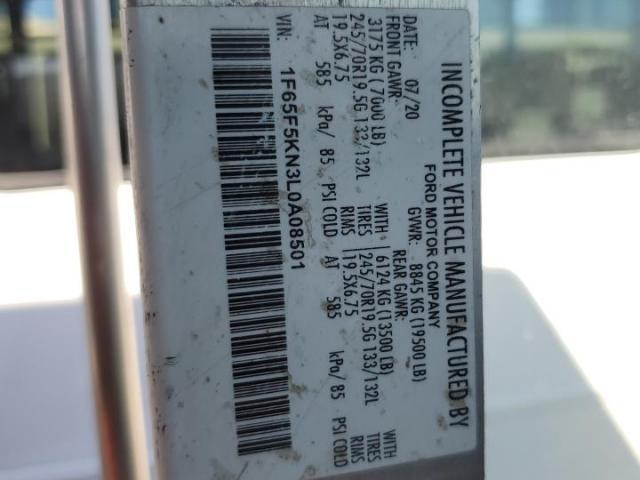 INCOMPLETE VEHICLE MANUFACTURED BY
FORD MOTOR COMPANY
DATE: 07/20 GVWR: 8845 KG (19500 LB)
FRONT GAWR: REAR GAWR:
3175 KG (7000 LB) WITH 6124 KG (13500 LB) WITH
245/70R19.5G 133/132L TIRES 245/70R19.5G 133/132L TIRES
19.5X6.75 RIMS 19.5X6.75 RIMS
AT 585 kPa/ 85 PSI COLD AT 585 kPa/ 85 PSI COLD
VIN: 1F65F5KN3L0A08501